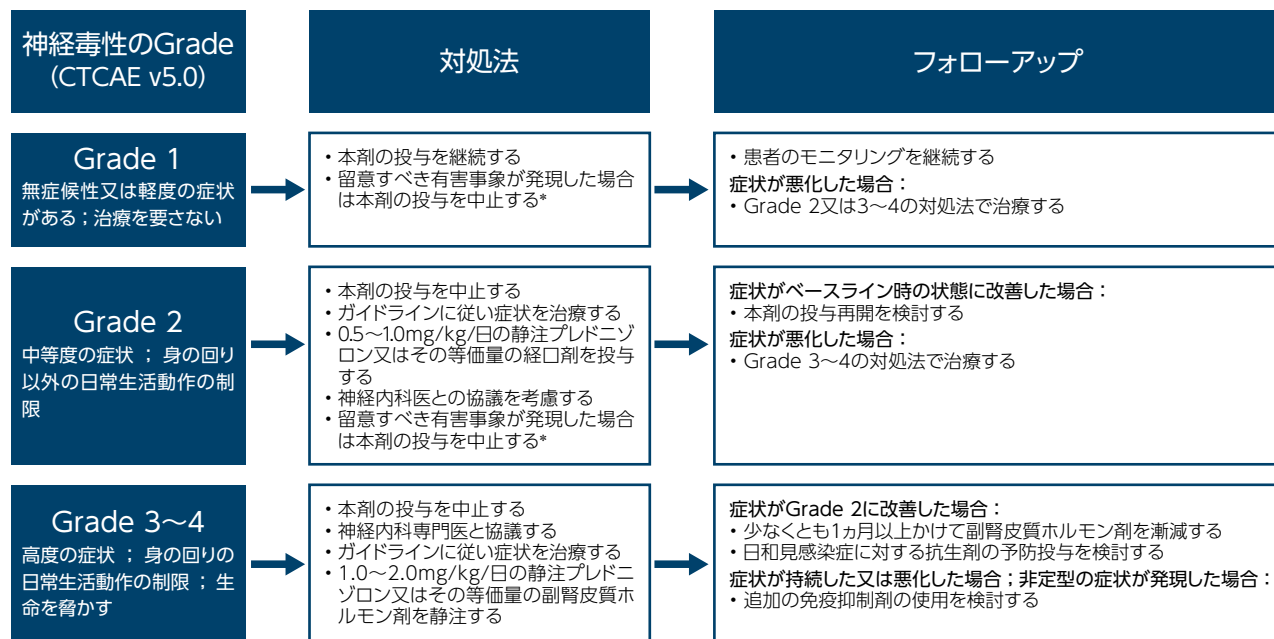 神経毒性のGrade
(CTCAE v5.0)
対処法
フォローアップ
Grade 1
無症候性又は軽度の症状
がある；治療を要さない
・本剤の投与を継続する
・留意すべき有害事象が発現した場合
は本剤の投与を中止する*
・患者のモニタリングを継続する
症状が悪化した場合：
・Grade 2又は3～4の対処法で治療する
Grade 2
中等度の症状 ； 身の回り
以外の日常生活動作の制
限
・本剤の投与を中止する
・ガイドラインに従い症状を治療する
・0.5～1.0mg/kg/日の静注プレドニゾ
ロン又はその等価量の経口剤を投与
する
・神経内科医との協議を考慮する
・留意すべき有害事象が発現した場合
は本剤の投与を中止する*
症状がベースライン時の状態に改善した場合：
・本剤の投与再開を検討する
症状が悪化した場合：
・Grade 3～4の対処法で治療する
Grade 3～4
高度の症状 ； 身の回りの
日常生活動作の制限 ； 生
命を脅かす
・本剤の投与を中止する
・神経内科専門医と協議する
・ガイドラインに従い症状を治療する
・1.0～2.0mg/kg/日の静注プレドニ
ゾロン又はその等価量の副腎皮質ホ
ルモン剤を静注する
症状がGrade 2に改善した場合：
・少なくとも1ヵ月以上かけて副腎皮質ホルモン剤を漸減する
・日和見感染症に対する抗生剤の予防投与を検討する
症状が持続した又は悪化した場合；非定型の症状が発現した場合：
・追加の免疫抑制剤の使用を検討する